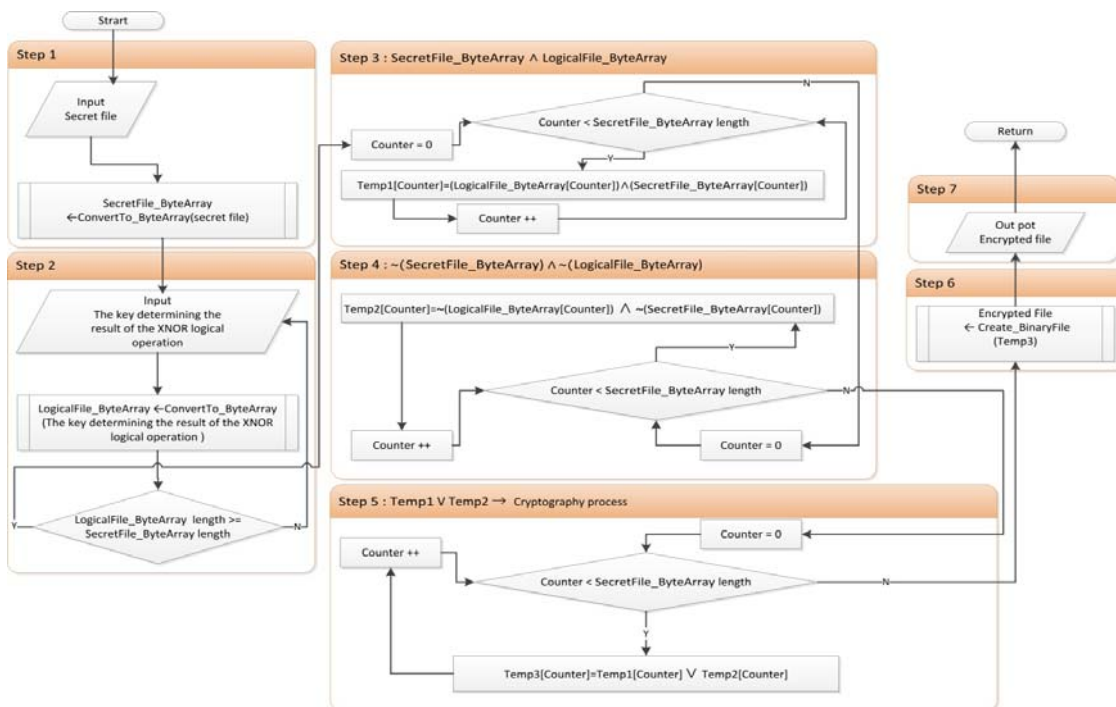 Strart
Step 1
Input
Secret file
SecretFile_ByteArray
←ConvertTo_ByteArray(secret file)
Step 2
Input
The key determining the
result of the XNOR logical
operation
LogicalFile_ByteArray ←ConvertTo_ByteArray
(The key determining the result of the XNOR
logical operation )
LogicalFile_ByteArray length >=
SecretFile_ByteArray length
Y
N
Step 3 : SecretFile_ByteArray ∧ LogicalFile_ByteArray
N
Counter < SecretFile_ByteArray length
Counter = 0
Y
Temp1[Counter]=(LogicalFile_ByteArray[Counter])∧(SecretFile_ByteArray[Counter])
Counter ++
Step 4 : ~(SecretFile_ByteArray) ∧ ~(LogicalFile_ByteArray)
Temp2[Counter]=~(LogicalFile_ByteArray[Counter]) ∧ ~(SecretFile_ByteArray[Counter])
Y
Counter < SecretFile_ByteArray length
N
Counter ++
Counter = 0
Step 5 : Temp1 V Temp2 → Cryptography process
Counter = 0
Counter ++
Counter < SecretFile_ByteArray length
N
Y
Temp3[Counter]=Temp1[Counter] V Temp2[Counter]
Step 6
Encrypted File
← Create_BinaryFile
(Temp3)
Step 7
Out pot
Encrypted file
Return